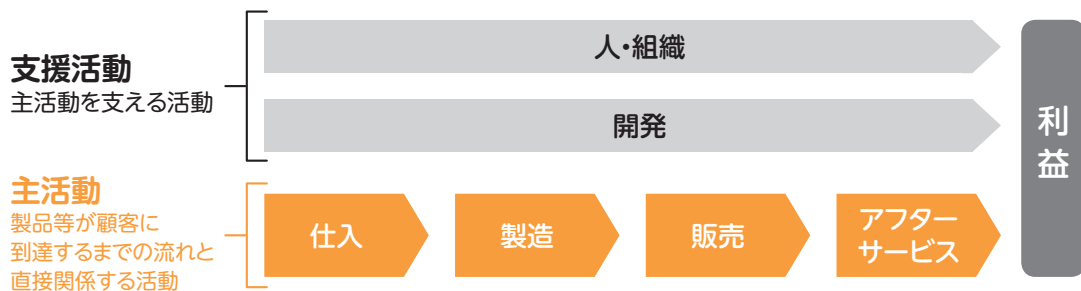 支援活動
主活動を支える活動
人・組織
開発
主活動
製品等が顧客に
到達するまでの流れと
直接関係する活動
仕入
製造
販売
アフター
サービス
利益